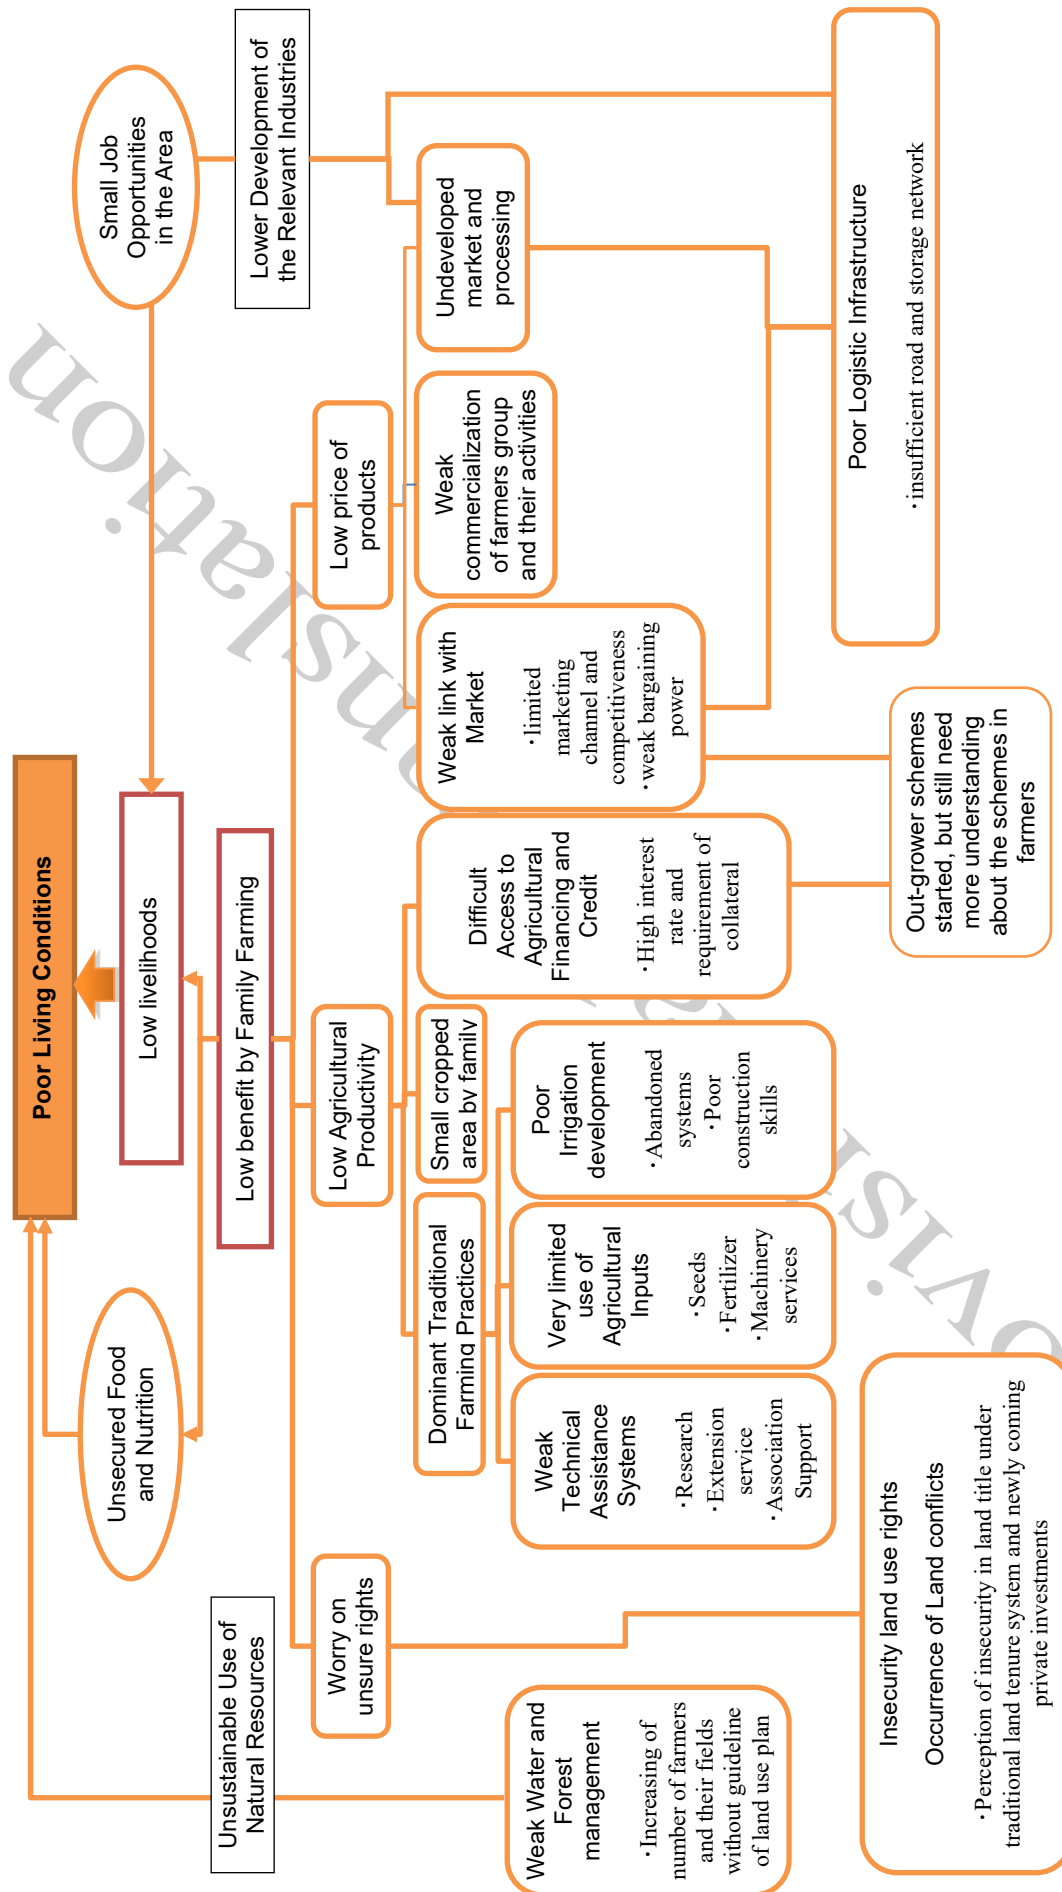 Poor Living Conditions
Unsecured Food
and Nutrition
Low livelihoods
Small Job
Opportunities
in the Area
Unsustainable Use of
Natural Resources
Low benefit by Family Farming
Lower Development of
the Relevant Industries
Worry on
unsure rights
Low Agricultural
Productivity
Low price of
products
Dominant Traditional
Farming Practices
Small cropped
area by family
Difficult
Access to
Agricultural
Financing and
Credit
・High interest
rate and
requirement of
collateral
Weak link with
Market
・limited
marketing
channel and
competitiveness
・weak bargaining
power
Weak
commercialization
of farmers group
and their activities
Undeveloped
market and
processing
Weak Water and
Forest
management
・Increasing of
number of farmers
and their fields
without guideline
of land use plan
Weak
Technical
Assistance
Systems
・Research
・Extension
service
・Association
Support
Very limited
use of
Agricultural
Inputs
・Seeds
・Fertilizer
・Machinery
services
Poor
Irrigation
development
・Abandoned
systems
・Poor
construction
skills
Insecurity land use rights
Occurrence of Land conflicts
・Perception of insecurity in land title under
traditional land tenure system and newly coming
private investments
Out-grower schemes
started, but still need
more understanding
about the schemes in
farmers
Poor Logistic Infrastructure
・insufficient road and storage network